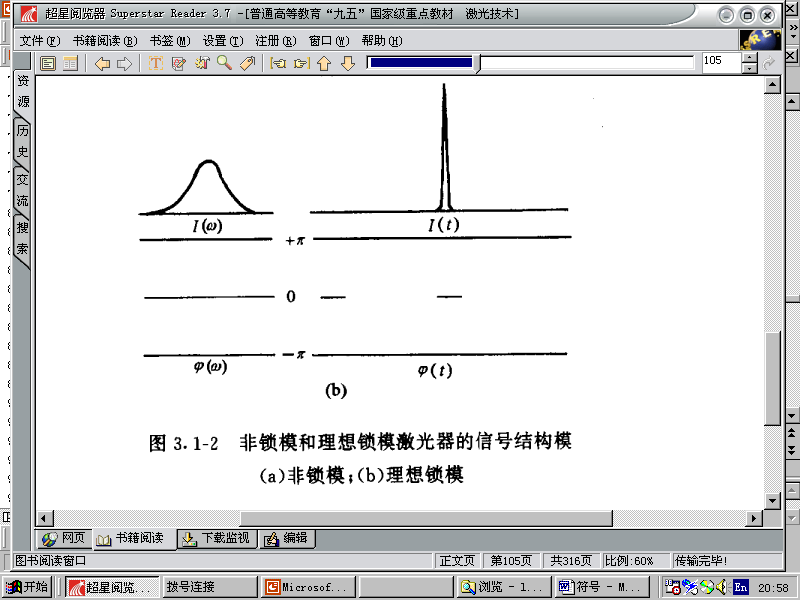 超星阅览器 Superstar Reader 3.7 -[普通高等教育“九五”国家级重点教材 激光技术]
文件(F) 书籍阅读(B) 书签(M) 设置(T) 注册(R) 窗口(W) 帮助(H)
105
资源
历史
交流
搜索
I(ω) I(t)
+π
0
−π
φ(ω) φ(t)
(b)
图 3.1-2 非锁模和理想锁模激光器的信号结构模
(a)非锁模;(b)理想锁模
网页 书籍阅读 下载监视 编辑
图书阅读窗口 正文页 第105页 共316页 比例:60% 传输完毕!
开始 超星阅览... 拨号连接 Microsof... 浏览 - l... 符号 - M... En 20:58